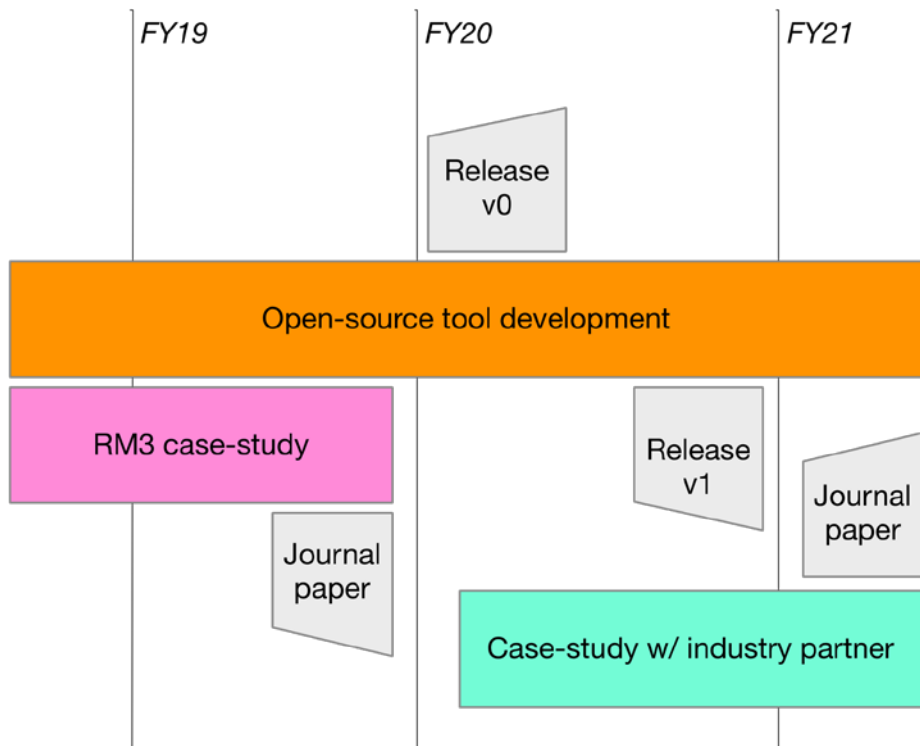 FY19
FY20
FY21
Release
v0
Open-source tool development
RM3 case-study
Release
v1
Journal
paper
Journal
paper
Case-study w/ industry partner